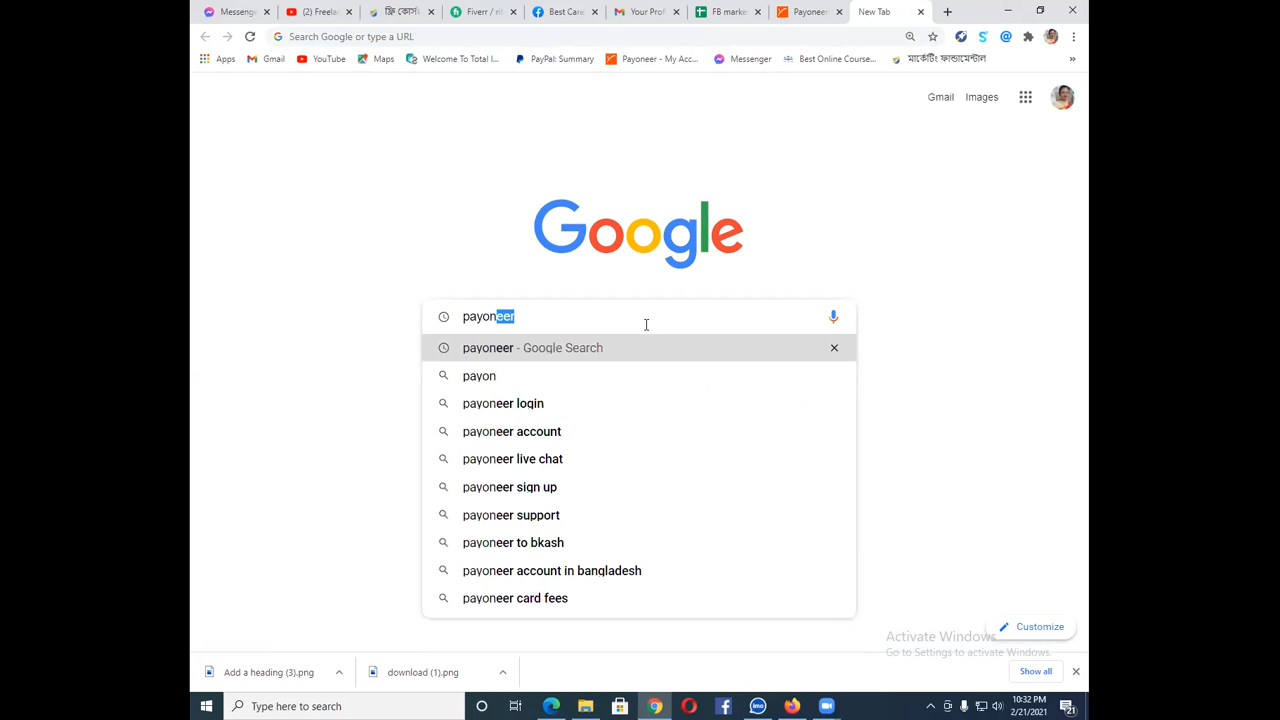 Messeng
(2) Freela
ফ্রি কোর্স
Fiverr / rif
Best Care
Your Prof
FB marke
Payoneer
New Tab
Search Google or type a URL
Apps
Gmail
YouTube
Maps
Welcome To Total I...
PayPal: Summary
Payoneer - My Acc...
Messenger
Best Online Course...
মার্কেটিং ফান্ডামেন্টাল
»
Gmail Images
Google
payoneer
payoneer - Google Search
payon
payoneer login
payoneer account
payoneer live chat
payoneer sign up
payoneer support
payoneer to bkash
payoneer account in bangladesh
payoneer card fees
Customize
Activate Windows
Go to Settings to activate Windows.
Add a heading (3).png
download (1).png
Show all
Type here to search
imo
10:32 PM
2/21/2021
21